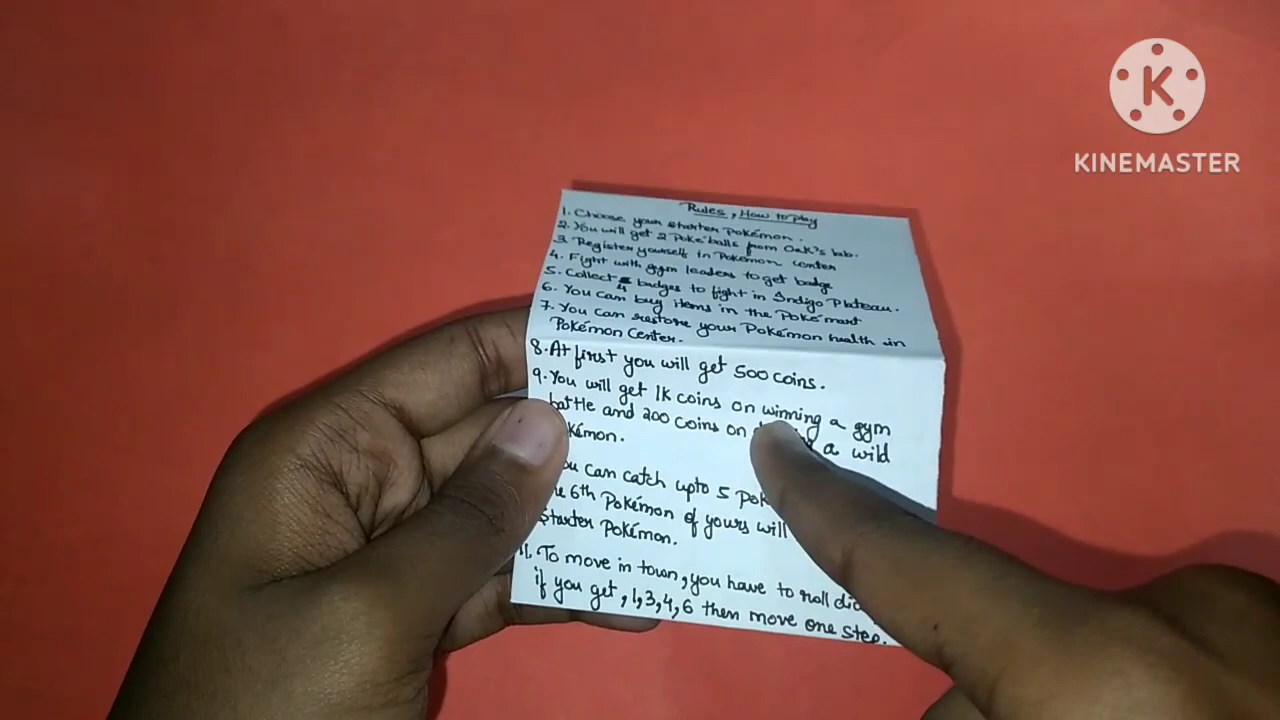 Rules, How to play
1. Choose your starter Pokémon.
2. You will get 2 Poké balls from Oak's lab.
3. Register yourself in Pokémon center
4. Fight with gym leaders to get badge
5. Collect 4 badges to fight in Indigo Plateau.
6. You can buy items in the Poké mart
7. You can restore your Pokémon health in
Pokémon Center.
8. At first you will get 500 coins.
9. You will get 1K coins on winning a gym
battle and 200 coins on a wild
kémon.
ou can catch upto 5 Pok
6th Pokémon of yours will
Starter Pokémon.
11. To move in town, you have to roll
if you get, 1,3,4,6 then move one step.
K
KINEMASTER